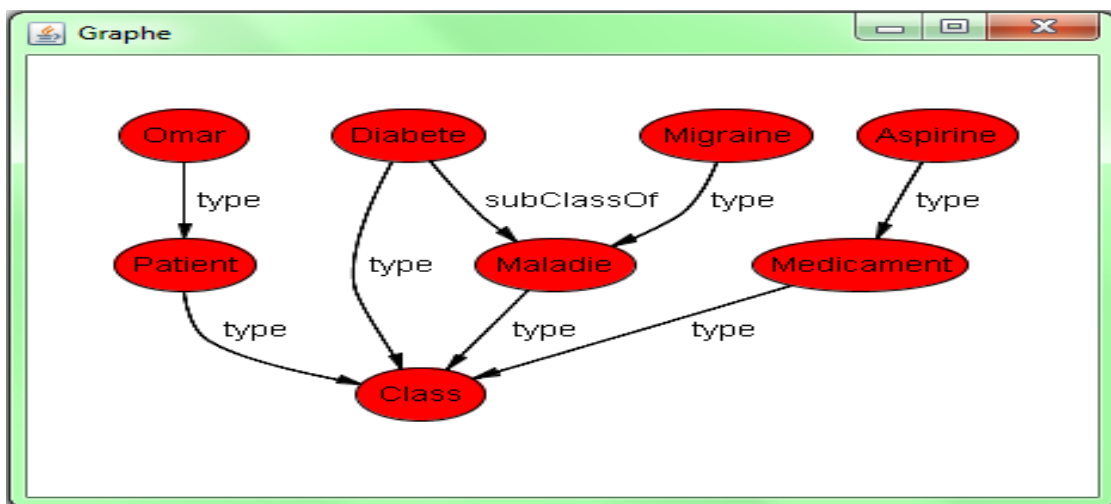 Graphe
Omar Diabete Migraine Aspirine
type subClassOf type type
Patient type Maladie Medicament
type type type
Class